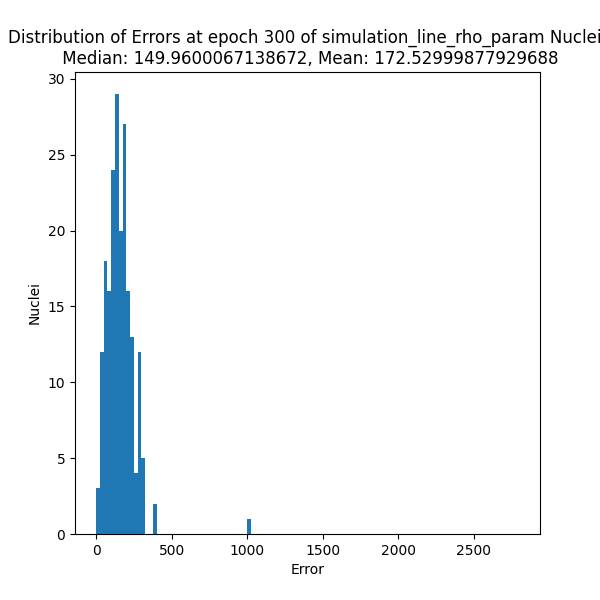 Distribution of Errors at epoch 300 of simulation_line_rho_param Nuclei
Median: 149.9600067138672, Mean: 172.52999877929688
30
25
20
15
10
5
0
Nuclei
0 500 1000 1500 2000 2500
Error